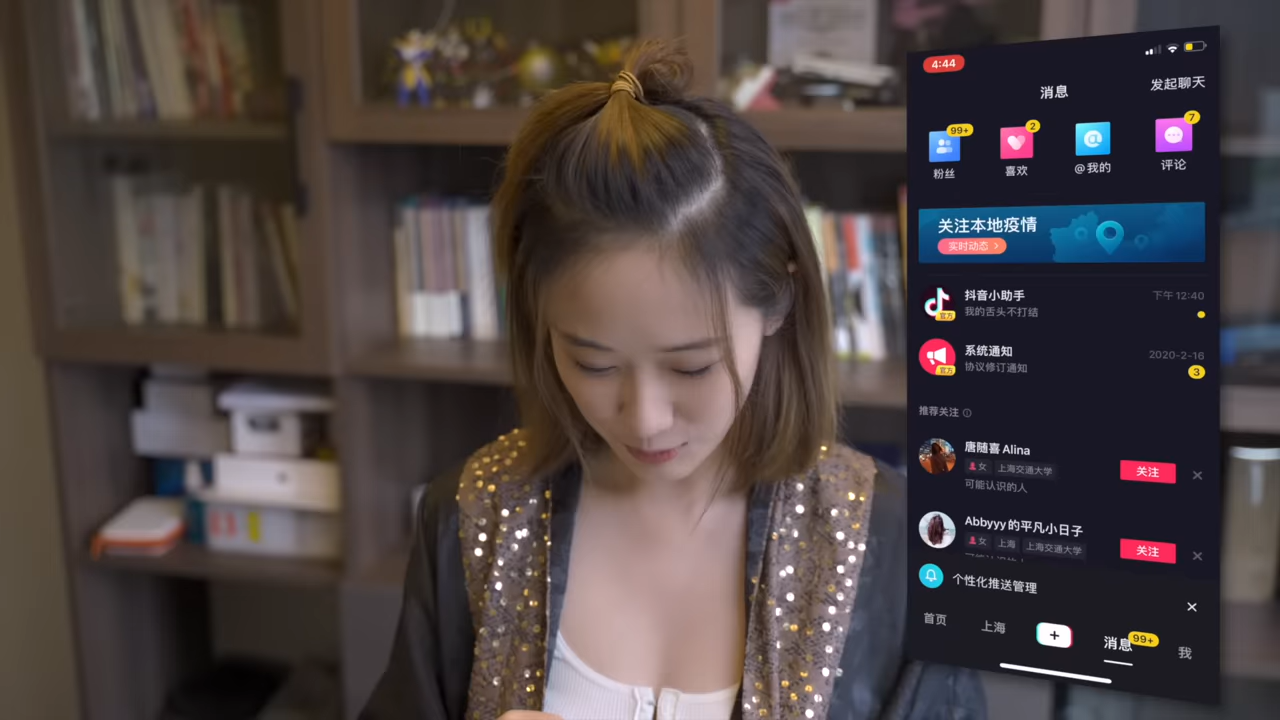 4:44
消息
发起聊天
99+
2
7
粉丝
喜欢
@我的
评论
关注本地疫情
实时动态 >
抖音小助手
下午 12:40
官方
我的舌头不打结
系统通知
2020-2-16
官方
协议修订通知
3
推荐关注
唐随喜 Alina
女 上海交通大学
关注
可能认识的人
Abbyyy 的平凡小日子
女 上海 上海交通大学
关注
个性化推送管理
首页
上海
消息
99+
我